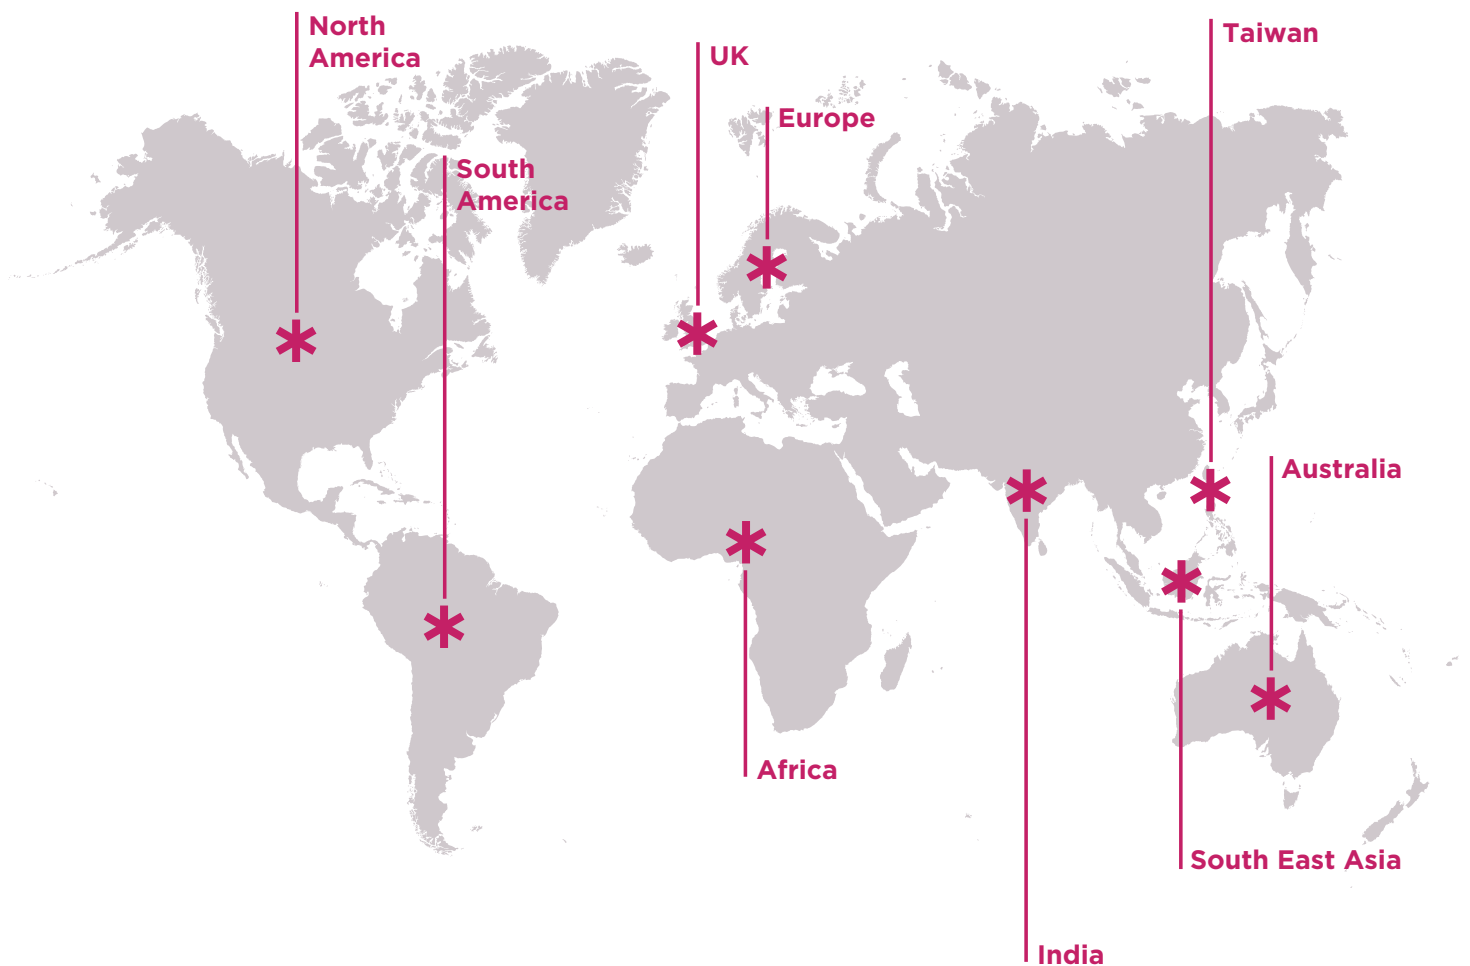 North
America
UK
Taiwan
Europe
South
America
Australia
Africa
South East Asia
India